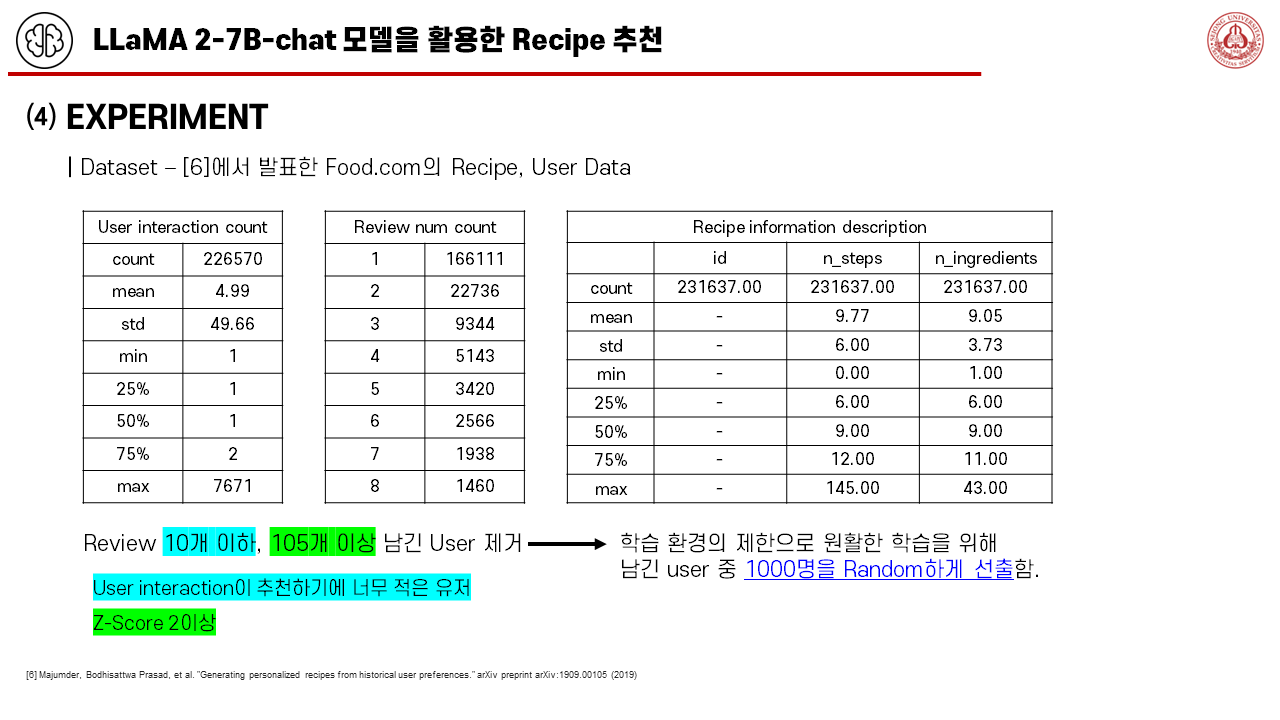 LLaMA 2-7B-chat 모델을 활용한 Recipe 추천
SEJONG UNIVERSITY
(4) EXPERIMENT
| Dataset – [6]에서 발표한 Food.com의 Recipe, User Data
User interaction count
count 226570
mean 4.99
std 49.66
min 1
25% 1
50% 1
75% 2
max 7671
Review num count
1 166111
2 22736
3 9344
4 5143
5 3420
6 2566
7 1938
8 1460
Recipe information description
id n_steps n_ingredients
count 231637.00 231637.00 231637.00
mean - 9.77 9.05
std - 6.00 3.73
min - 0.00 1.00
25% - 6.00 6.00
50% - 9.00 9.00
75% - 12.00 11.00
max - 145.00 43.00
Review 10개 이하, 105개 이상 남긴 User 제거
학습 환경의 제한으로 원활한 학습을 위해
남긴 user 중 1000명을 Random하게 선출함.
User interaction이 추천하기에 너무 적은 유저
Z-Score 2이상
[6] Majumder, Bodhisattwa Prasad, et al. "Generating personalized recipes from historical user preferences." arXiv preprint arXiv:1909.00105 (2019)